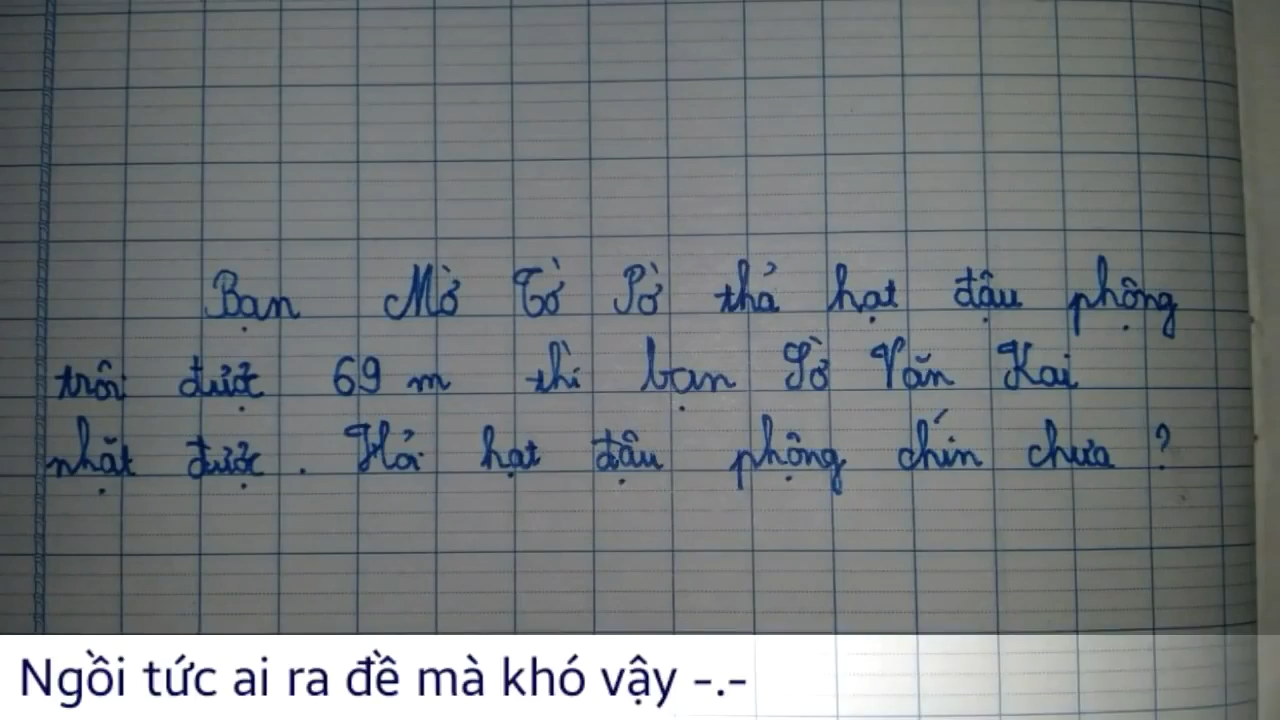 Bạn Mờ Tờ Pờ thả hạt đậu phộng
trôi được 69 m thì bạn Sờ Văn Kai
nhặt được. Hỏi hạt đậu phộng chín chưa?
Ngồi tức ai ra đề mà khó vậy -.-